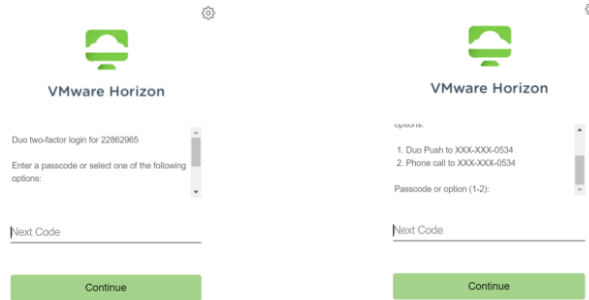 VMware Horizon
Duo two-factor login for 22862965
Enter a passcode or select one of the following
options:
Next Code
Continue
VMware Horizon
options:
1. Duo Push to XXX-XXX-0534
2. Phone call to XXX-XXX-0534
Passcode or option (1-2):
Next Code
Continue